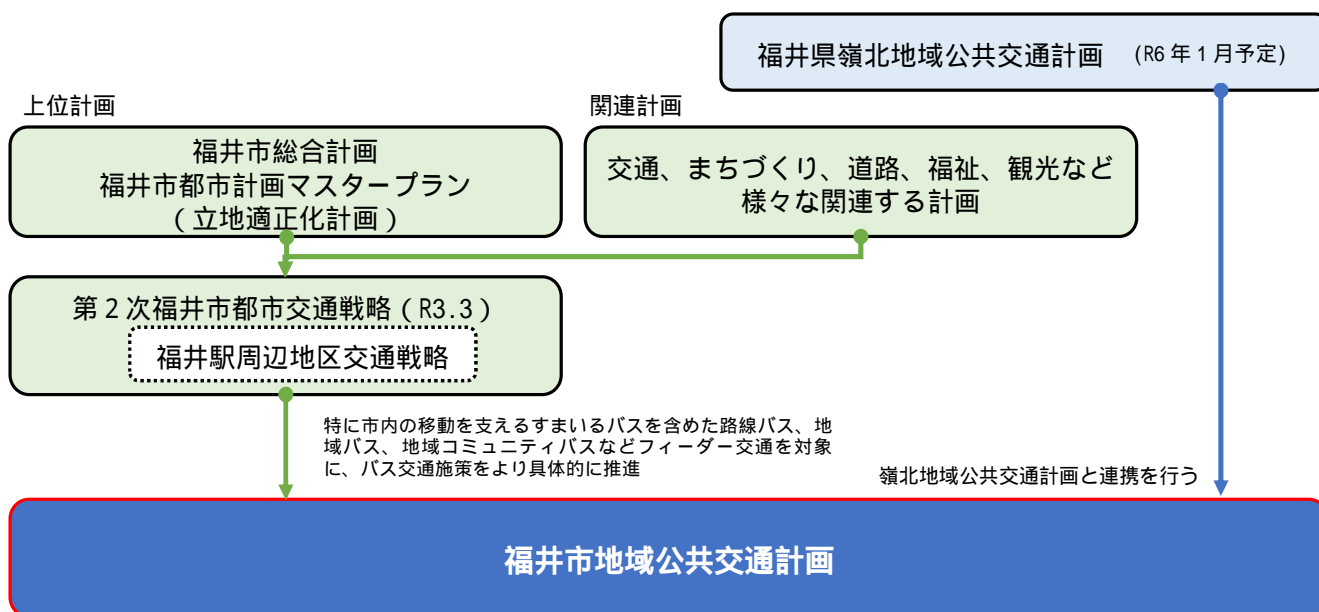 福井県嶺北地域公共交通計画 (R6年1月予定)
上位計画
関連計画
福井市総合計画
福井市都市計画マスタープラン
(立地適正化計画)
交通、まちづくり、道路、福祉、観光など
様々な関連する計画
第2次福井市都市交通戦略(R3.3)
福井駅周辺地区交通戦略
特に市内の移動を支えるすまいるバスを含めた路線バス、地
域バス、地域コミュニティバスなどフィーダー交通を対象
に、バス交通施策をより具体的に推進
嶺北地域公共交通計画と連携を行う
福井市地域公共交通計画